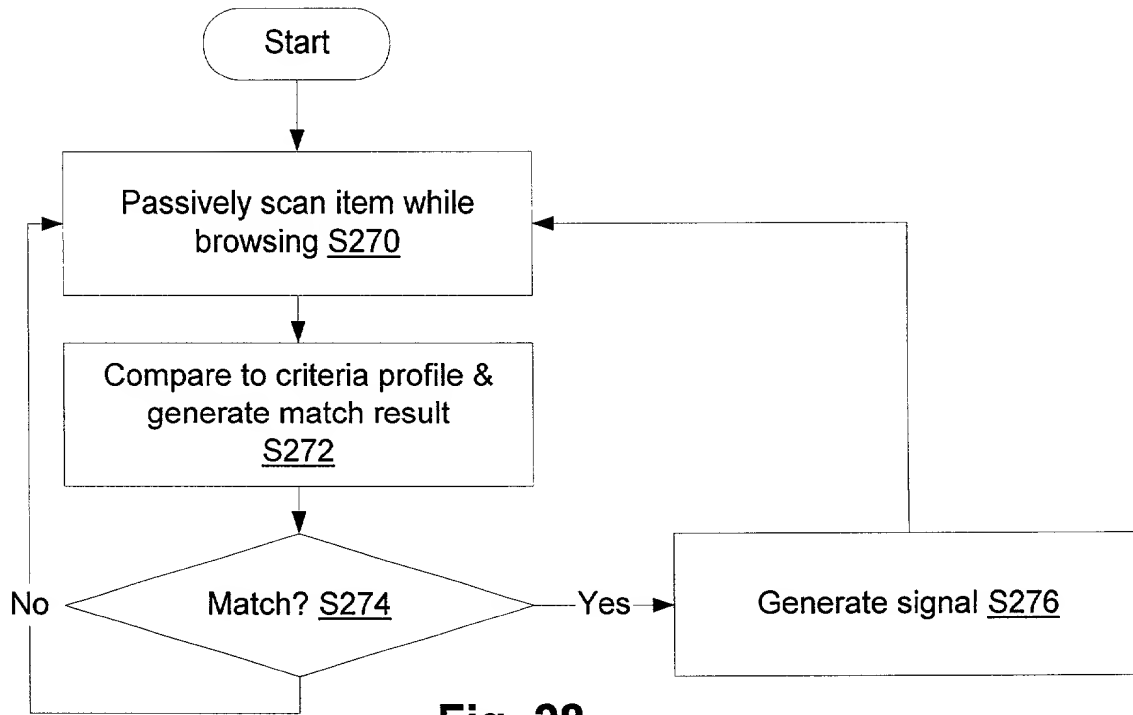 Start
Passively scan item while
browsing S270
Compare to criteria profile &
generate match result
S272
No
Match? S274
Yes
Generate signal S276